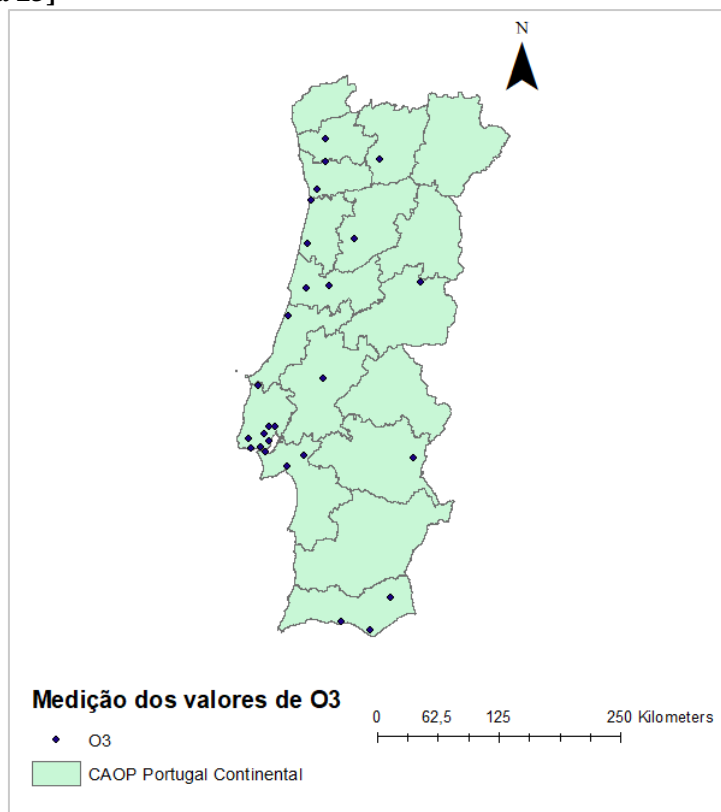 N
Medição dos valores de O3
0 62,5 125 250 Kilometers
O3
CAOP Portugal Continental